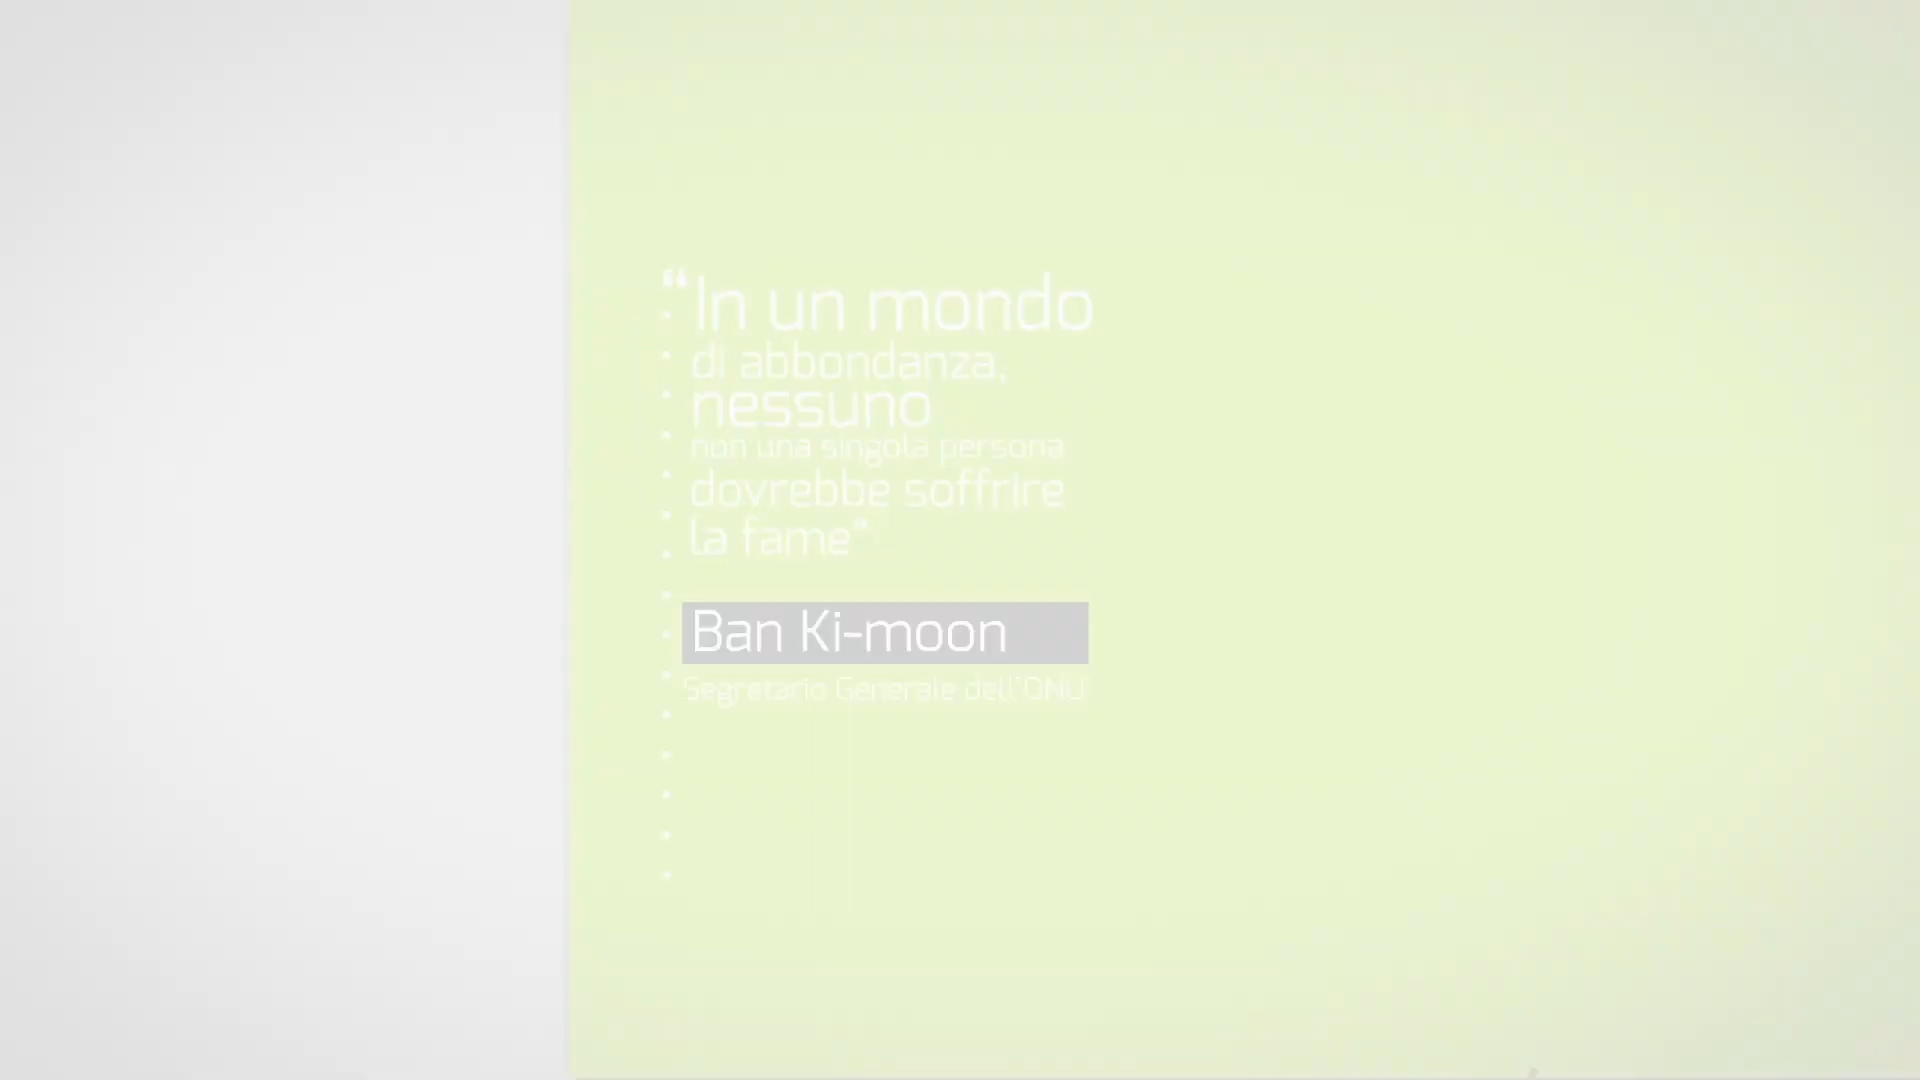 “In un mondo
di abbondanza,
nessuno
non una singola persona
dovrebbe soffrire
la fame”
Ban Ki-moon
Segretario Generale dell'ONU